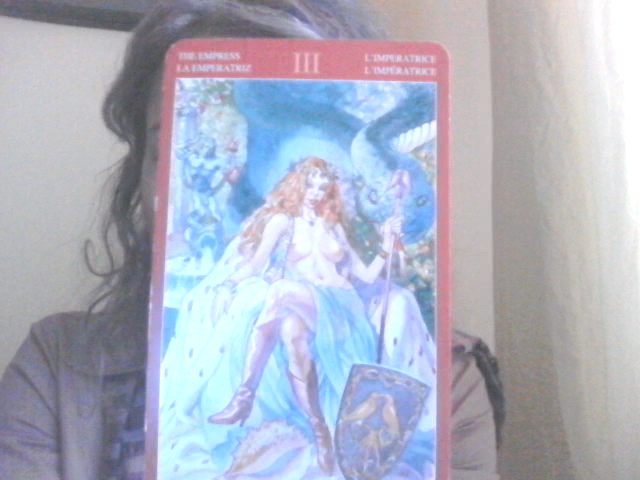 THE EMPRESS
LA EMPERATRIZ
III
L'IMPERATRICE
L'IMPÉRATRICE